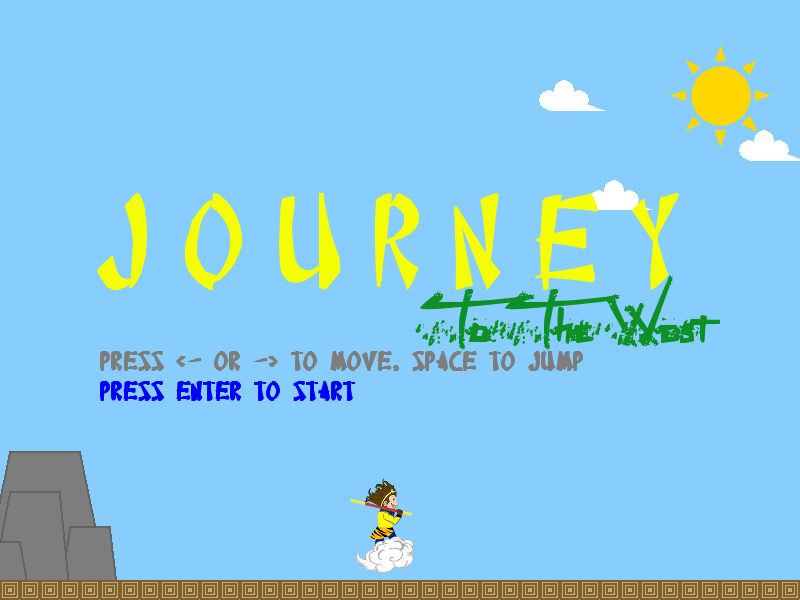 JOURNEY
To The West
PRESS <- OR -> TO MOVE. SPACE TO JUMP
PRESS ENTER TO START